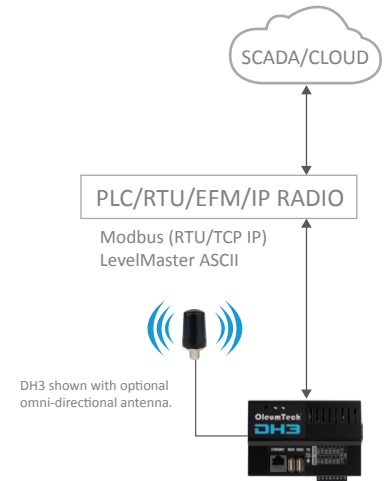 SCADA/CLOUD
PLC/RTU/EFM/IP RADIO
Modbus (RTU/TCP IP)
LevelMaster ASCII
DH3 shown with optional
omni-directional antenna.
OleumTech
DH3
ETHERNET